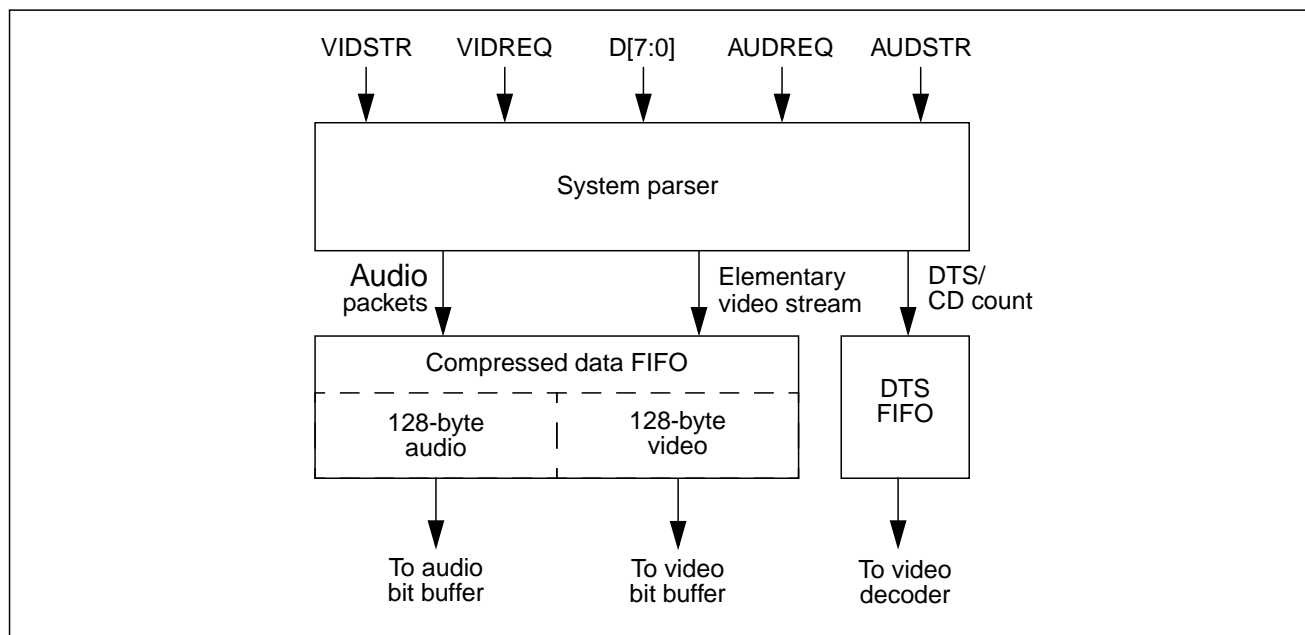 VIDSTR VIDREQ D[7:0] AUDREQ AUDSTR
System parser
Audio
packets
Elementary
video stream
DTS/
CD count
Compressed data FIFO
128-byte
audio
128-byte
video
DTS
FIFO
To audio
bit buffer
To video
bit buffer
To video
decoder